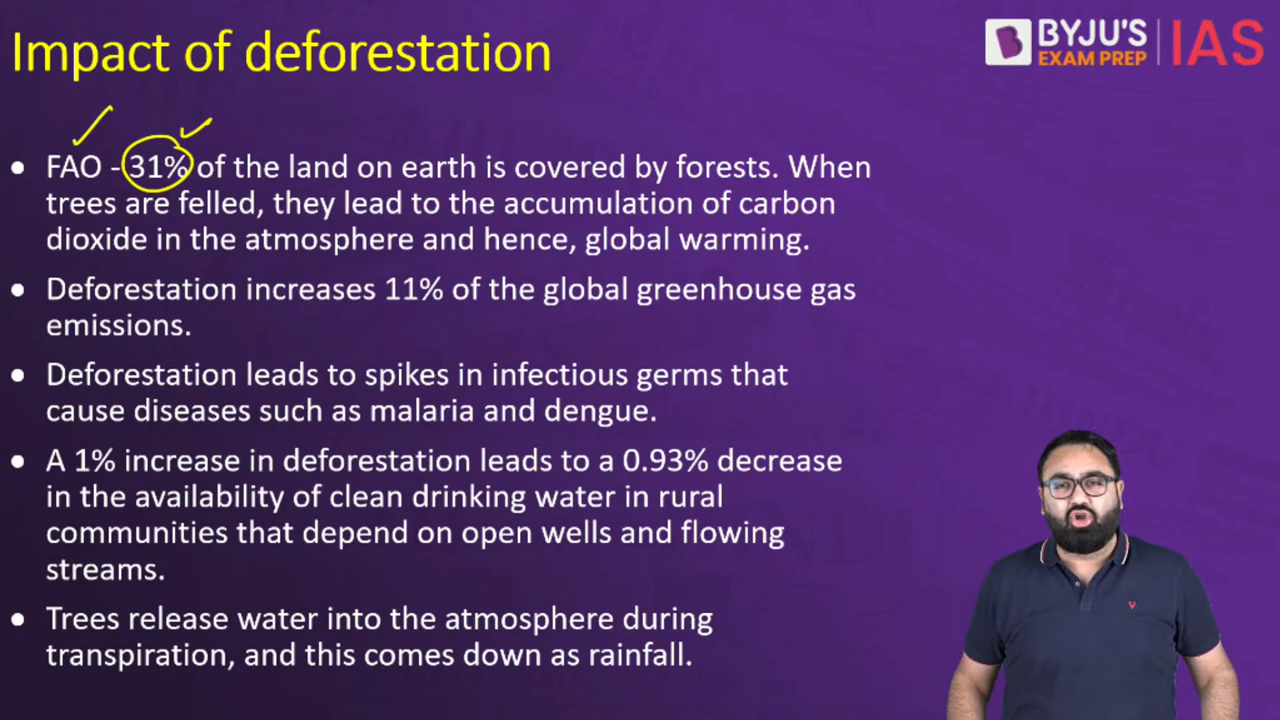 Impact of deforestation
BYJU'S
EXAM PREP
IAS
• FAO - 31% of the land on earth is covered by forests. When
trees are felled, they lead to the accumulation of carbon
dioxide in the atmosphere and hence, global warming.
• Deforestation increases 11% of the global greenhouse gas
emissions.
• Deforestation leads to spikes in infectious germs that
cause diseases such as malaria and dengue.
• A 1% increase in deforestation leads to a 0.93% decrease
in the availability of clean drinking water in rural
communities that depend on open wells and flowing
streams.
• Trees release water into the atmosphere during
transpiration, and this comes down as rainfall.